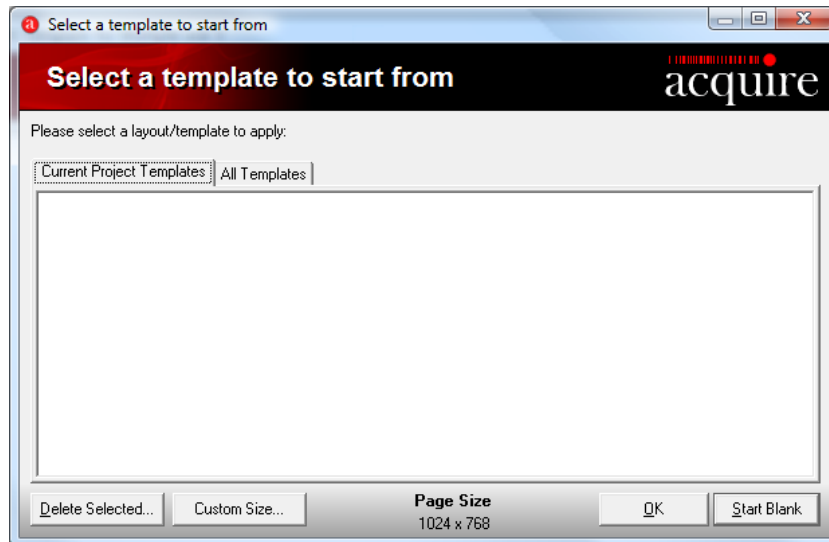 Select a template to start from
Select a template to start from
acquire
Please select a layout/template to apply:
Current Project Templates
All Templates
Delete Selected...
Custom Size...
Page Size
1024 x 768
OK
Start Blank